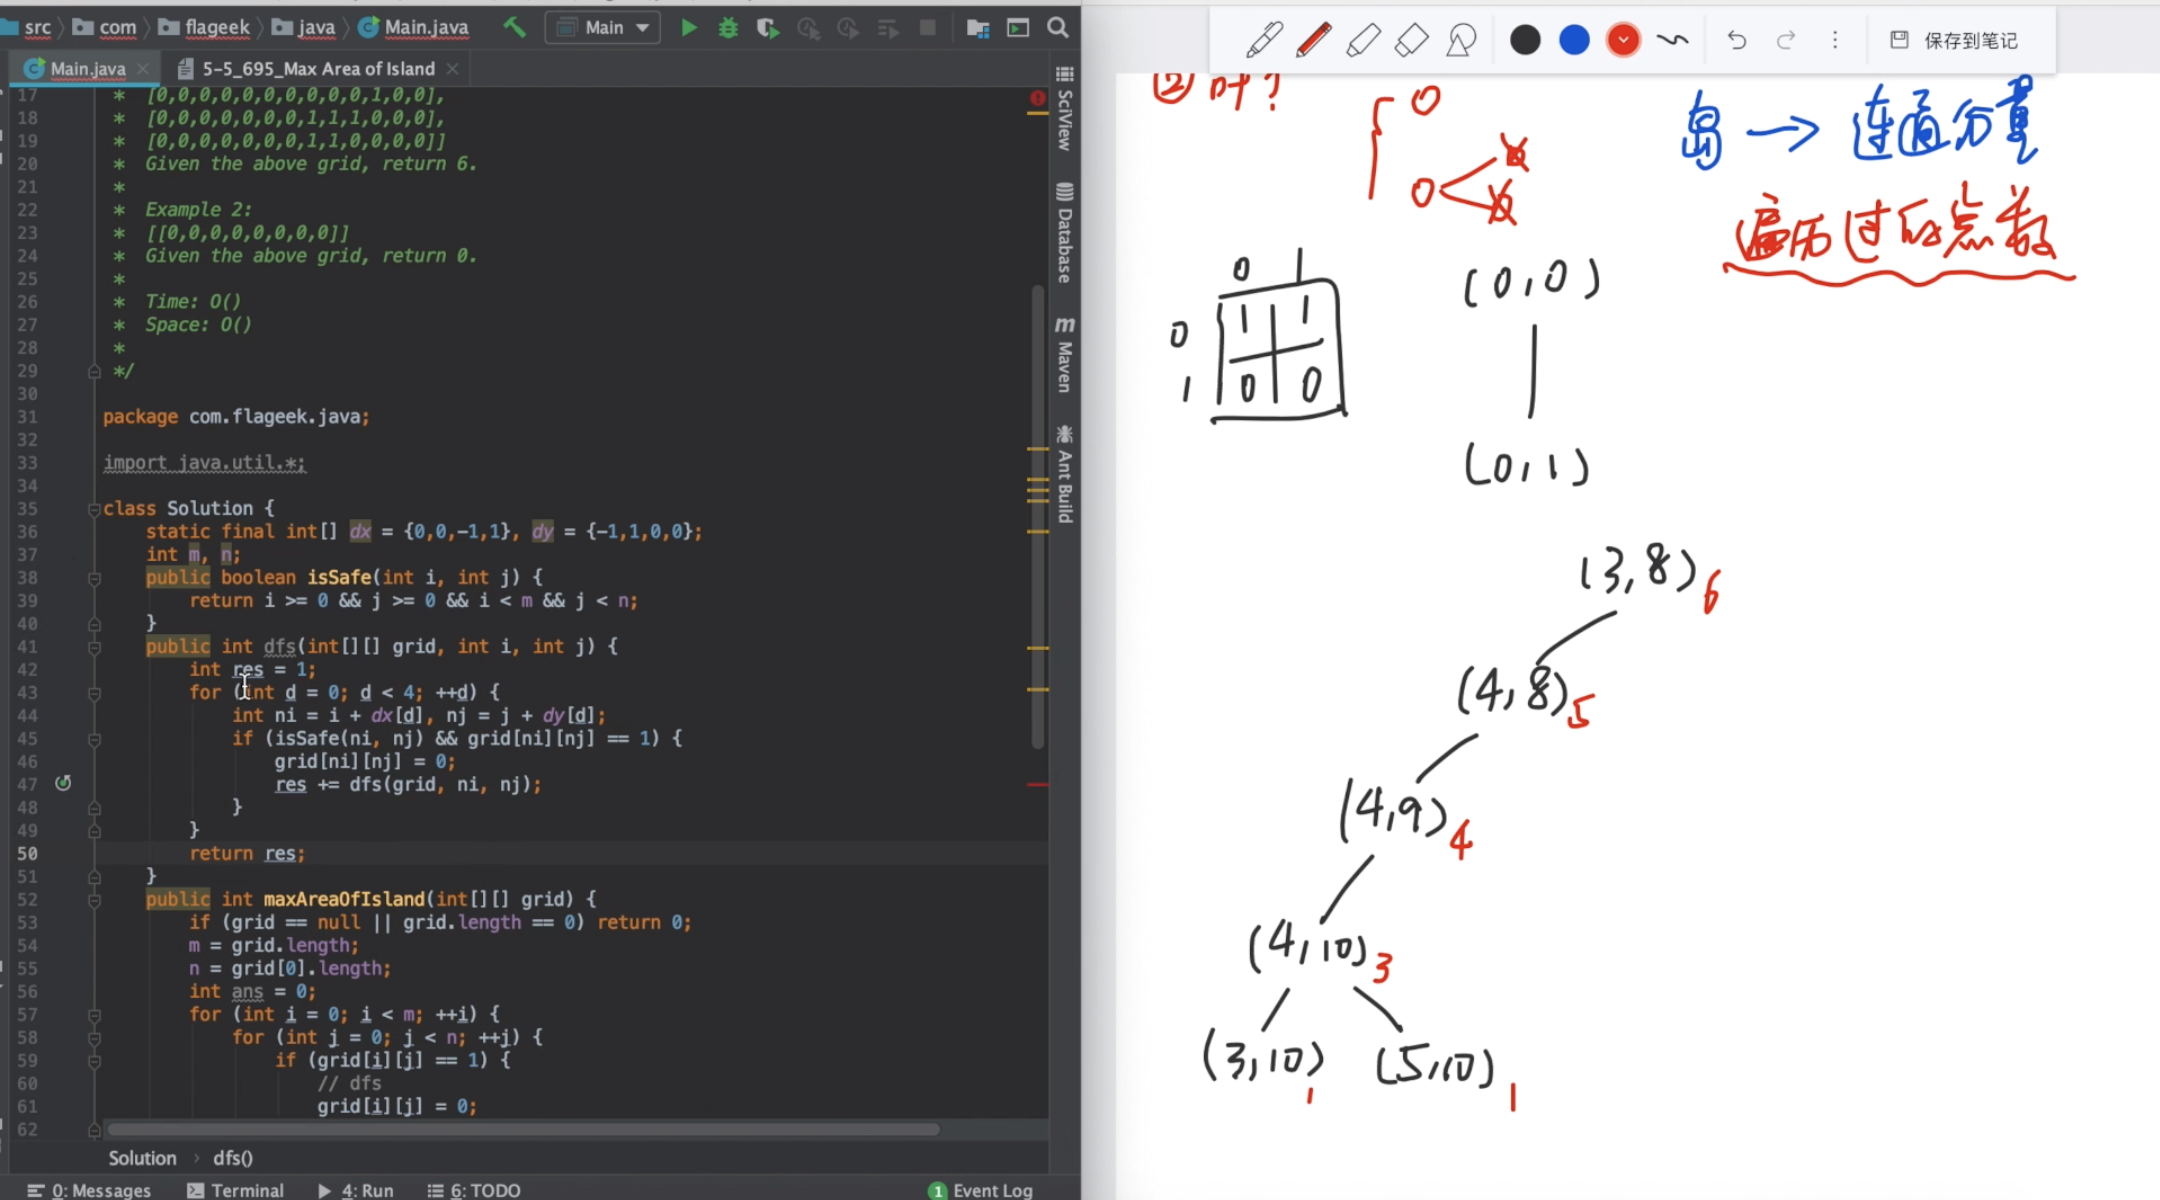 src com flageek java Main.java Main
Main.java 5-5_695_Max Area of Island
17 * [0,0,0,0,0,0,0,0,0,0,1,0,0],
18 * [0,0,0,0,0,0,0,1,1,1,0,0,0],
19 * [0,0,0,0,0,0,0,1,1,0,0,0,0]]
20 * Given the above grid, return 6.
21 *
22 * Example 2:
23 * [[0,0,0,0,0,0,0,0]]
24 * Given the above grid, return 0.
25 *
26 * Time: O()
27 * Space: O()
28 *
29 */
30
31 package com.flageek.java;
32
33 import java.util.*;
34
35 class Solution {
36 static final int[] dx = {0,0,-1,1}, dy = {-1,1,0,0};
37 int m, n;
38 public boolean isSafe(int i, int j) {
39 return i >= 0 && j >= 0 && i < m && j < n;
40 }
41 public int dfs(int[][] grid, int i, int j) {
42 int res = 1;
43 for (int d = 0; d < 4; ++d) {
44 int ni = i + dx[d], nj = j + dy[d];
45 if (isSafe(ni, nj) && grid[ni][nj] == 1) {
46 grid[ni][nj] = 0;
47 res += dfs(grid, ni, nj);
48 }
49 }
50 return res;
51 }
52 public int maxAreaOfIsland(int[][] grid) {
53 if (grid == null || grid.length == 0) return 0;
54 m = grid.length;
55 n = grid[0].length;
56 int ans = 0;
57 for (int i = 0; i < m; ++i) {
58 for (int j = 0; j < n; ++j) {
59 if (grid[i][j] == 1) {
60 // dfs
61 grid[i][j] = 0;
62
Solution dfs()
0: Messages Terminal 4: Run 6: TODO 1 Event Log
SciView
Database
m Maven
Ant Build
保存到笔记
② 叶?
岛 → 连通分量
遍历过的点数
0 1
0 1 1
1 0 0
(0,0)
(0,1)
(3,8) 6
(4,8) 5
(4,9) 4
(4,10) 3
(3,10) 1 (5,10) 1